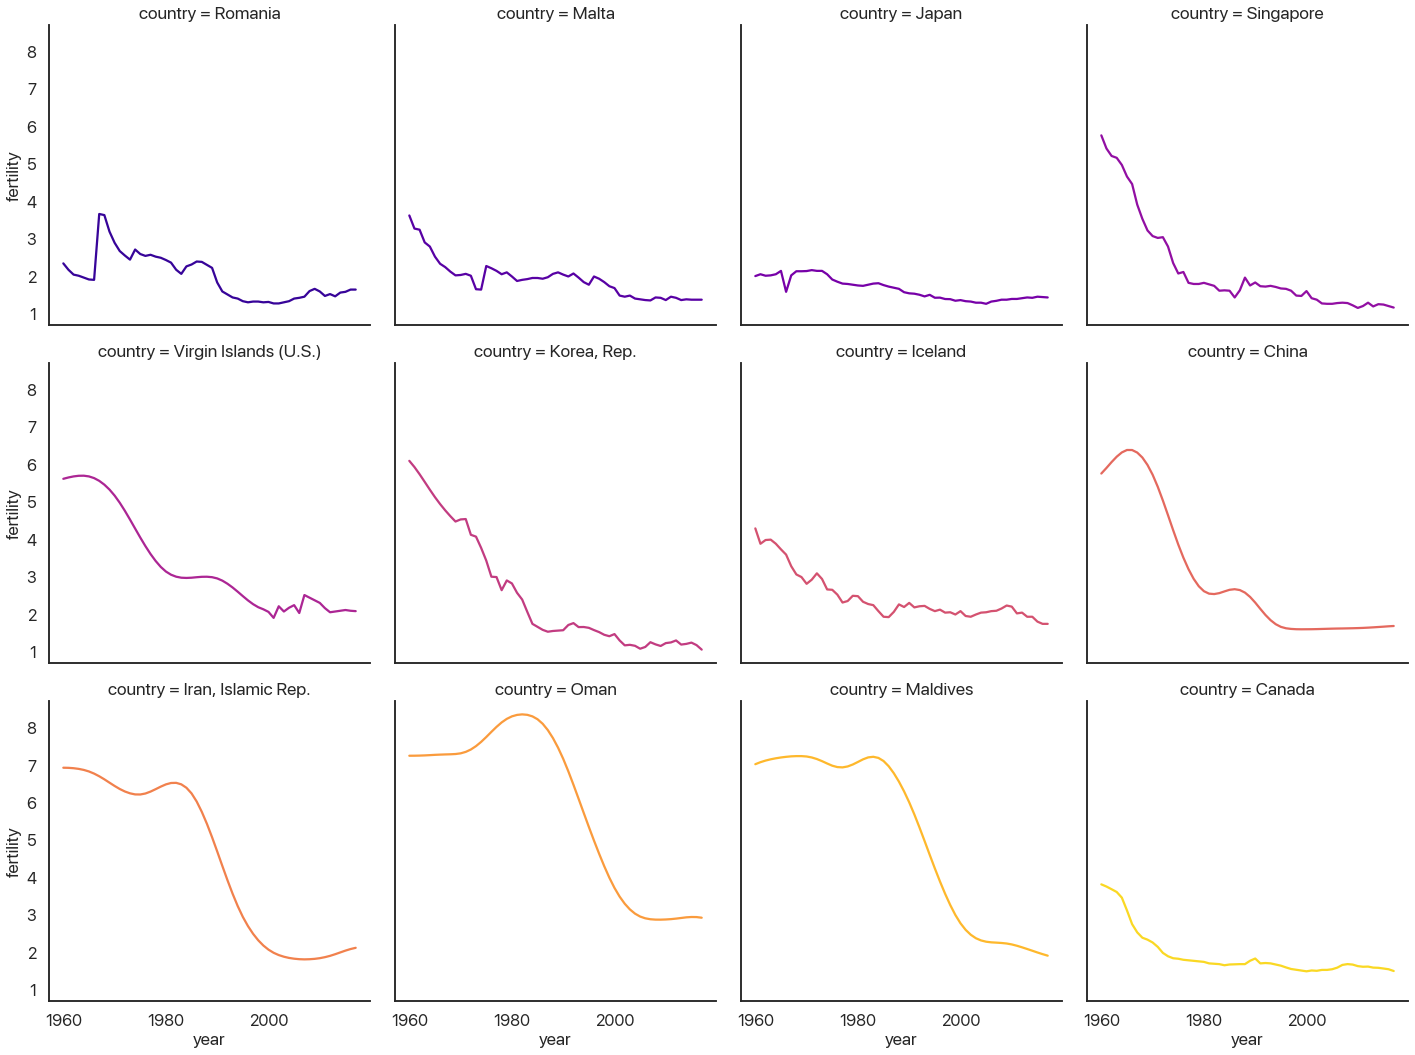 country = Romania
country = Malta
country = Japan
country = Singapore
8
7
6
5
4
3
2
1
fertility
country = Virgin Islands (U.S.)
country = Korea, Rep.
country = Iceland
country = China
8
7
6
5
4
3
2
1
fertility
country = Iran, Islamic Rep.
country = Oman
country = Maldives
country = Canada
8
7
6
5
4
3
2
1
fertility
1960 1980 2000
1960 1980 2000
1960 1980 2000
1960 1980 2000
year
year
year
year